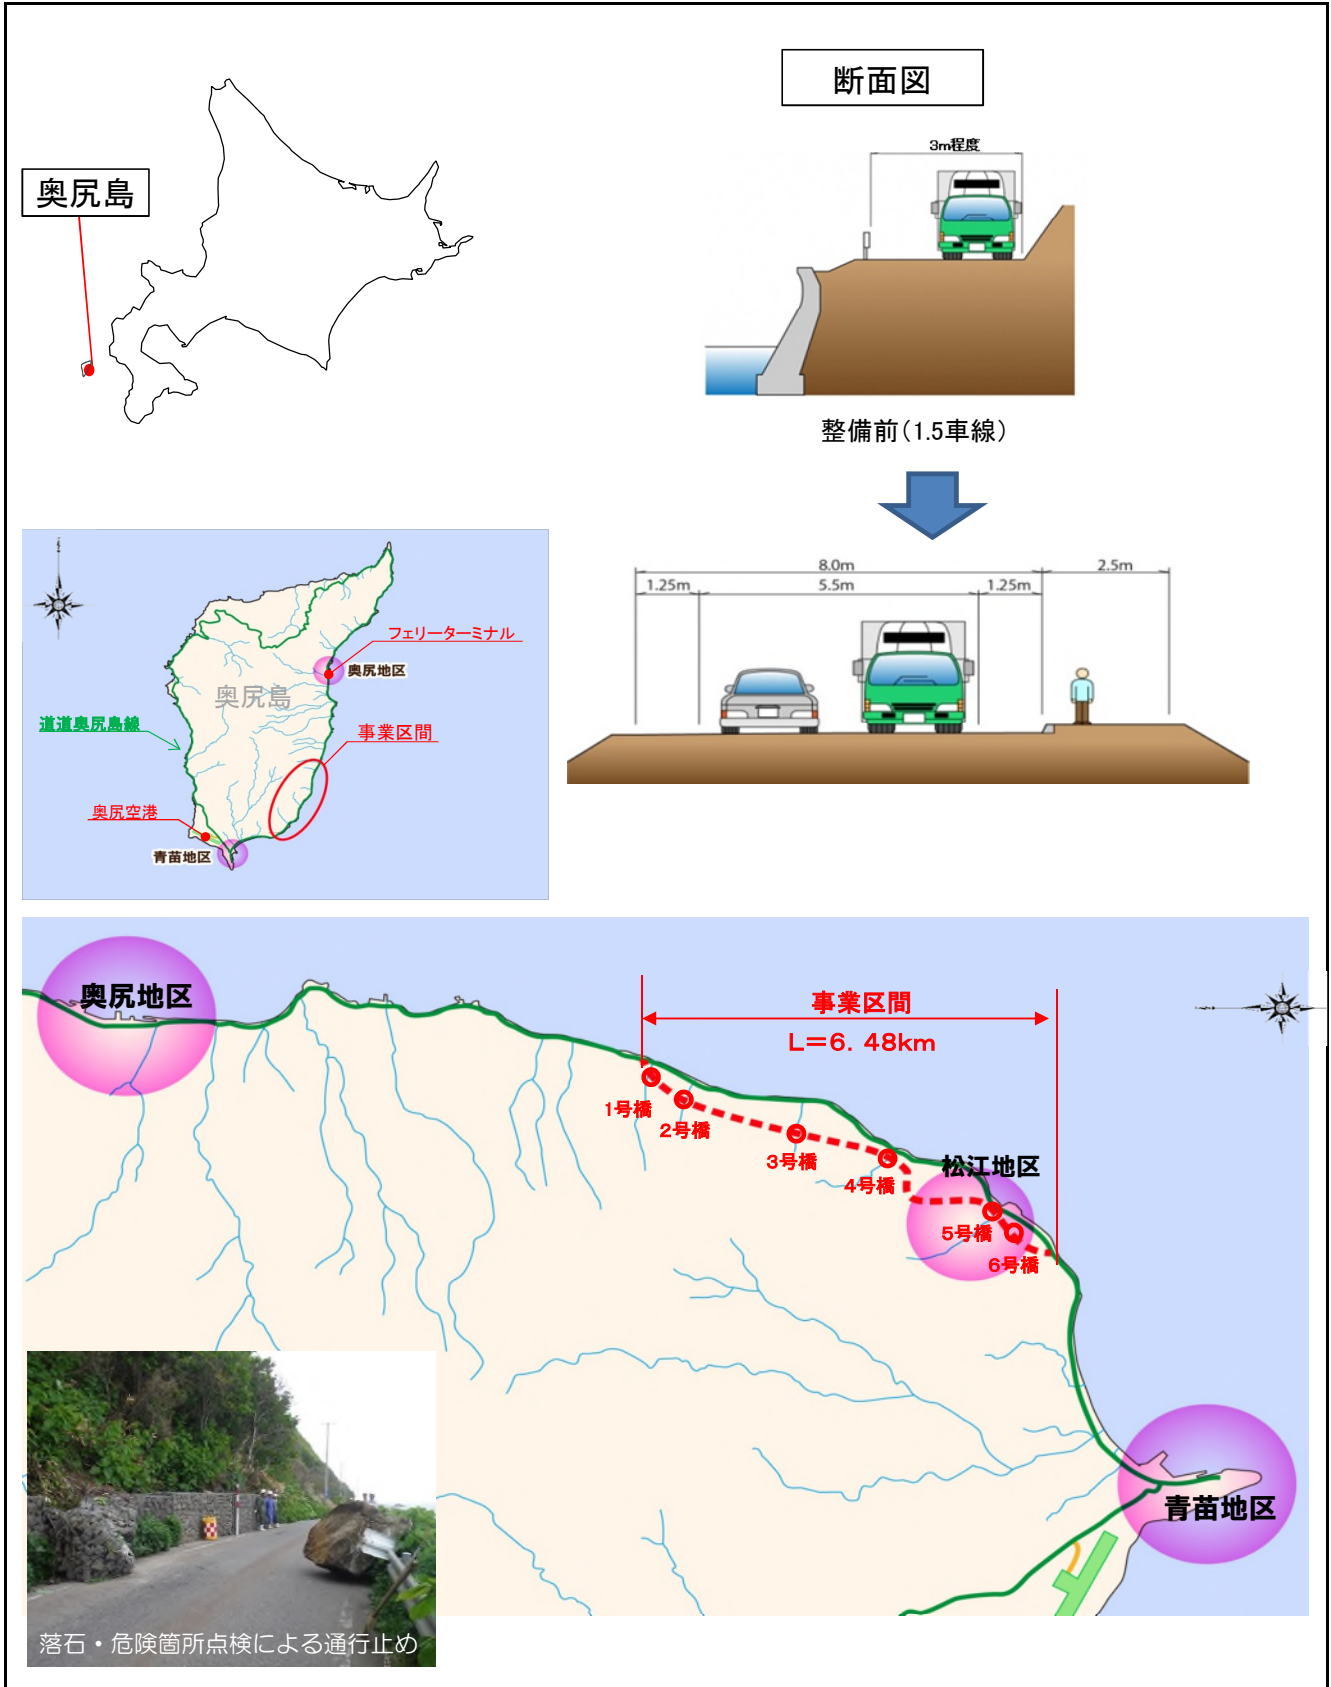 断面図
奥尻島
3m程度
整備前(1.5車線)
8.0m
2.5m
1.25m
5.5m
1.25m
フェリーターミナル
奥尻地区
奥尻島
道道奥尻島線
事業区間
奥尻空港
青苗地区
奥尻地区
事業区間
L=6.48km
1号橋
2号橋
3号橋
4号橋
松江地区
5号橋
6号橋
青苗地区
落石・危険箇所点検による通行止め